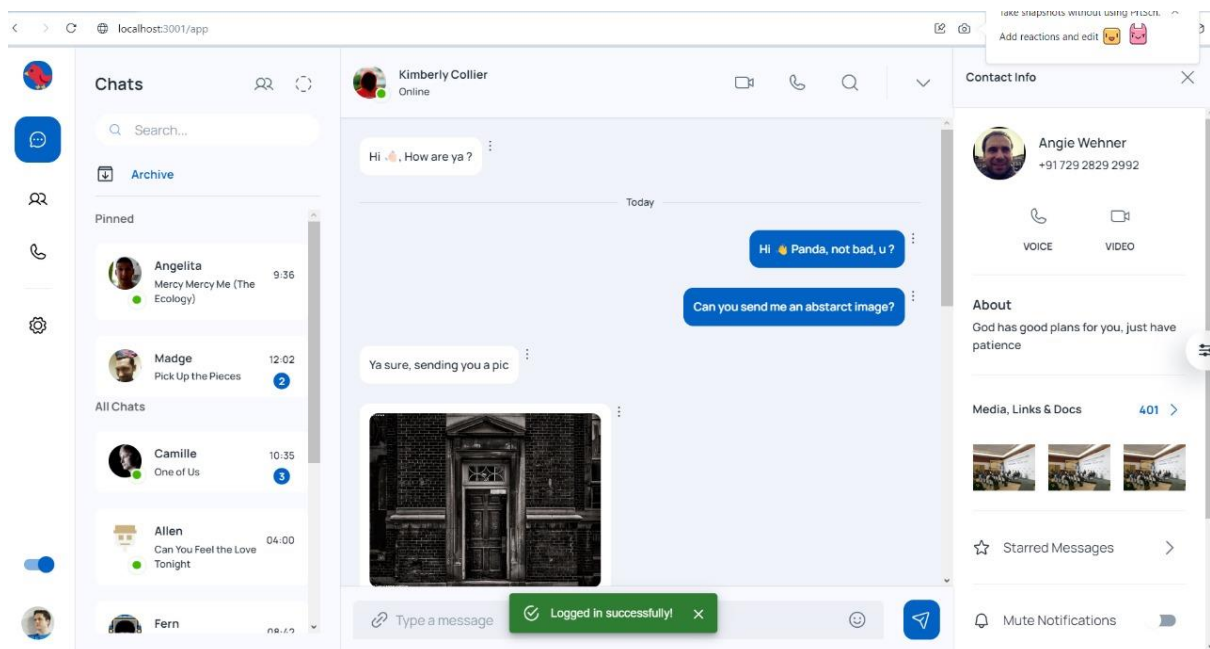 localhost:3001/app
Take snapshots without using PrtScn.
Add reactions and edit
Chats
Search...
Archive
Pinned
Angelita
9:36
Mercy Mercy Me (The
Ecology)
Madge
12:02
Pick Up the Pieces
2
All Chats
Camille
10:35
One of Us
3
Allen
04:00
Can You Feel the Love
Tonight
Fern
08:42
Kimberly Collier
Online
Hi 🤚🏻, How are ya ?
Today
Hi 👋 Panda, not bad, u ?
Can you send me an abstarct image?
Ya sure, sending you a pic
Type a message
Logged in successfully!
Contact Info
Angie Wehner
+91 729 2829 2992
VOICE
VIDEO
About
God has good plans for you, just have
patience
Media, Links & Docs
401
Starred Messages
Mute Notifications